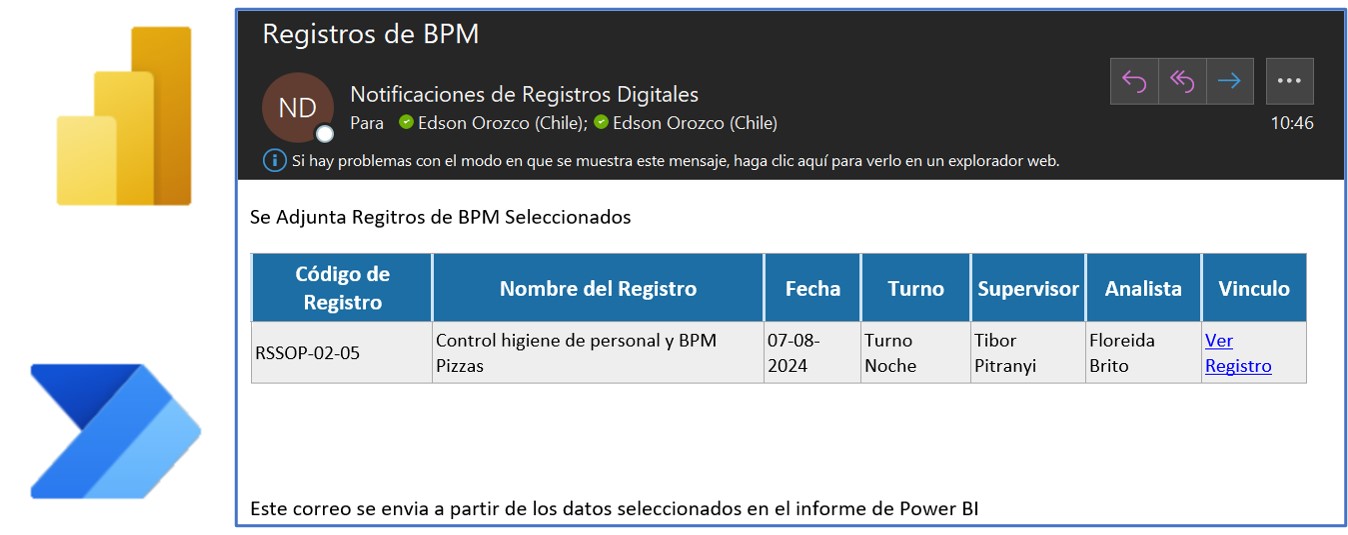 Registros de BPM
ND
Notificaciones de Registros Digitales
Para Edson Orozco (Chile); Edson Orozco (Chile)
10:46
Si hay problemas con el modo en que se muestra este mensaje, haga clic aquí para verlo en un explorador web.
Se Adjunta Regitros de BPM Seleccionados
Código de
Registro
Nombre del Registro
Fecha
Turno
Supervisor
Analista
Vinculo
RSSOP-02-05
Control higiene de personal y BPM
Pizzas
07-08-
2024
Turno
Noche
Tibor
Pitranyi
Floreida
Brito
Ver
Registro
Este correo se envia a partir de los datos seleccionados en el informe de Power BI